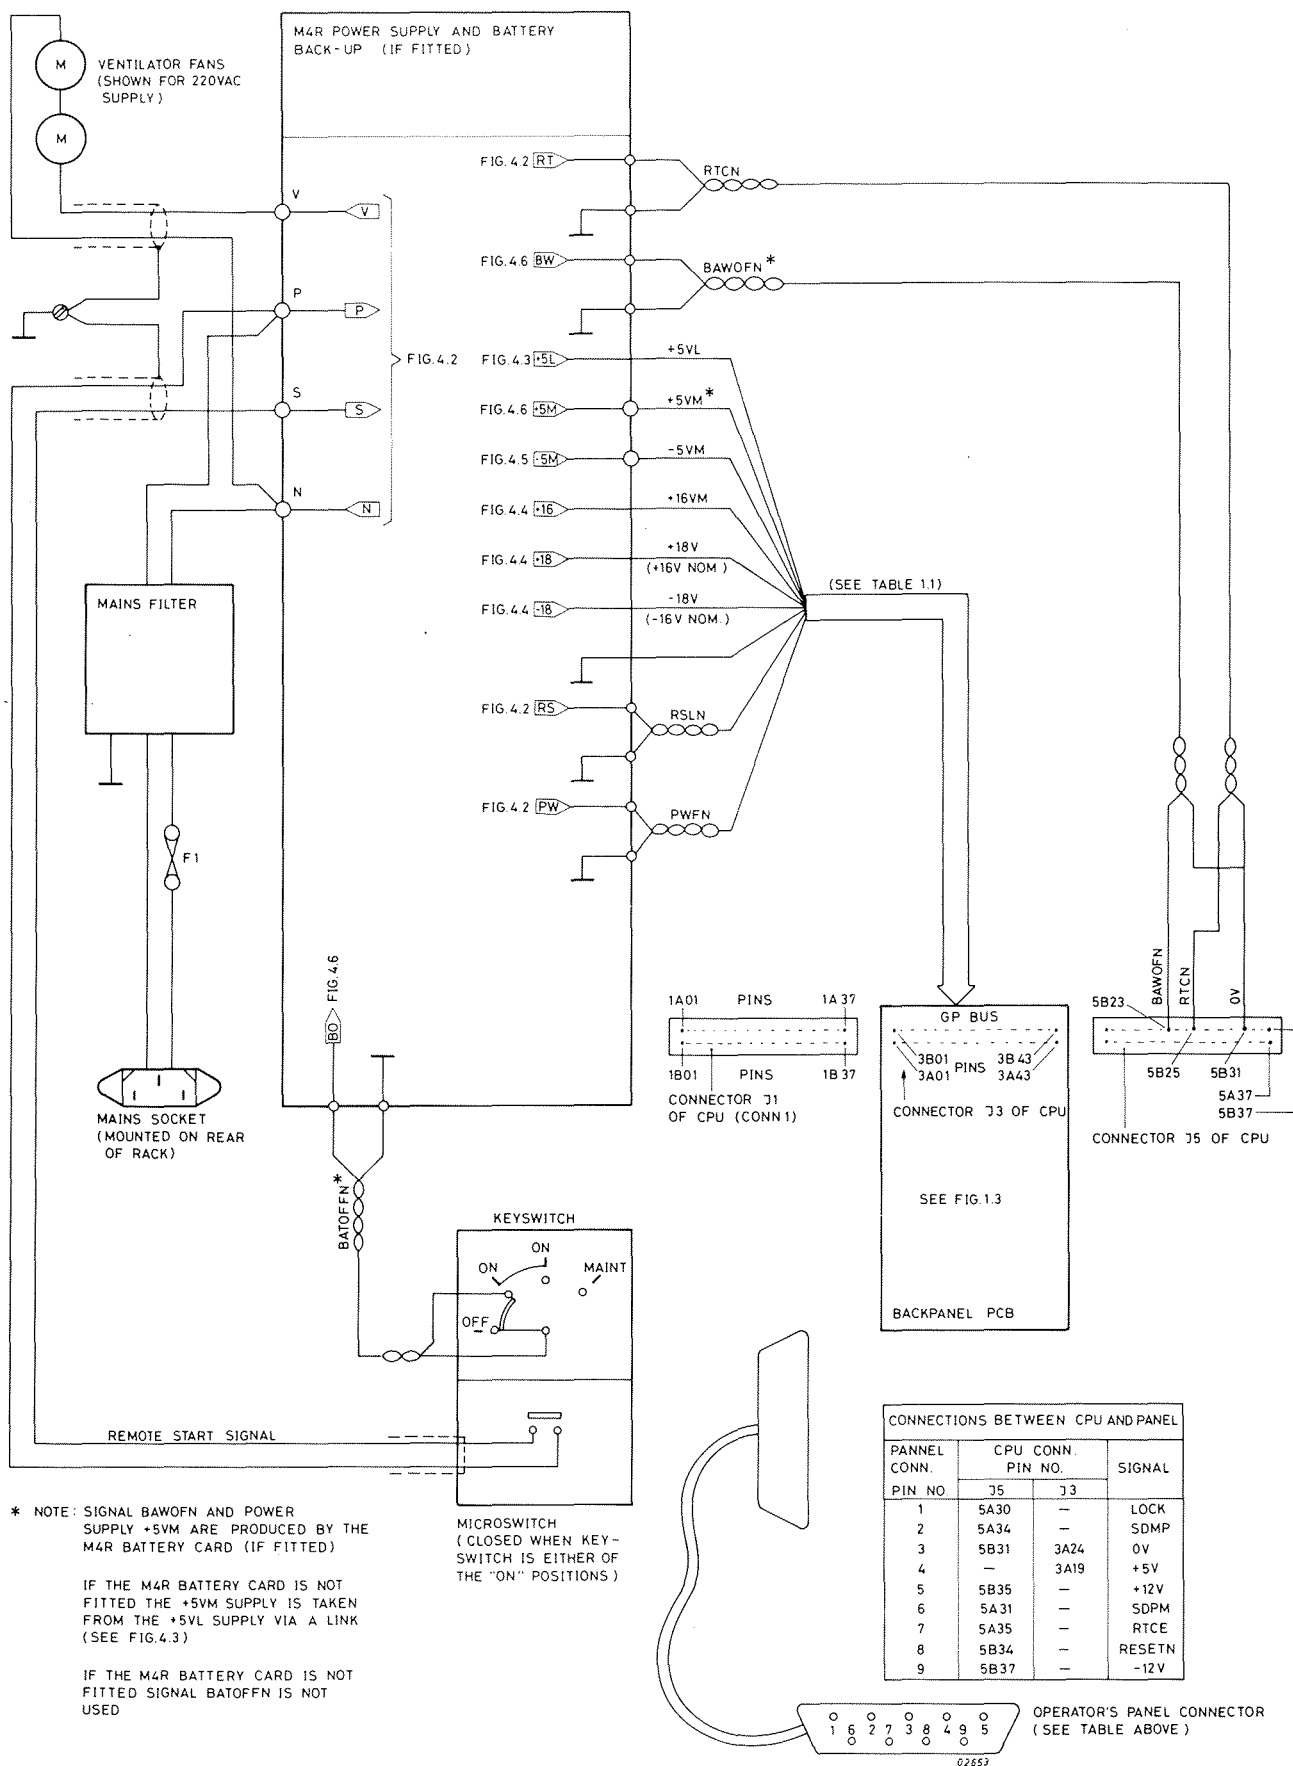 M4R POWER SUPPLY AND BATTERY
BACK-UP (IF FITTED)
M
VENTILATOR FANS
(SHOWN FOR 220VAC
SUPPLY)
M
FIG.4.2 RT
RTCN
V
V
FIG.4.6 BW
BAWOFN *
P
P
FIG.4.2
FIG.4.3 +5L
+5VL
S
S
FIG.4.6 +5M
+5VM *
FIG.4.5 -5M
-5VM
N
N
FIG.4.4 +16
+16VM
FIG.4.4 +18
+18V
(+16V NOM.)
FIG.4.4 -18
-18V
(-16V NOM.)
(SEE TABLE 1.1)
MAINS FILTER
FIG.4.2 RS
RSLN
FIG.4.2 PW
PWFN
F1
BO FIG.4.6
1A01 PINS 1A37
1B01 PINS 1B37
CONNECTOR J1
OF CPU (CONN1)
GP BUS
3B01 PINS 3B43
3A01 3A43
CONNECTOR J3 OF CPU
SEE FIG.1.3
BACKPANEL PCB
BAWOFN
RTCN
0V
5B23
5B25
5B31
5A37
5B37
CONNECTOR J5 OF CPU
MAINS SOCKET
(MOUNTED ON REAR
OF RACK)
BATOFFN *
KEYSWITCH
ON
ON
MAINT
OFF
REMOTE START SIGNAL
MICROSWITCH
(CLOSED WHEN KEY-
SWITCH IS EITHER OF
THE "ON" POSITIONS)
* NOTE: SIGNAL BAWOFN AND POWER
SUPPLY +5VM ARE PRODUCED BY THE
M4R BATTERY CARD (IF FITTED)
IF THE M4R BATTERY CARD IS NOT
FITTED THE +5VM SUPPLY IS TAKEN
FROM THE +5VL SUPPLY VIA A LINK
(SEE FIG.4.3)
IF THE M4R BATTERY CARD IS NOT
FITTED SIGNAL BATOFFN IS NOT
USED
CONNECTIONS BETWEEN CPU AND PANEL
PANNEL CONN. PIN NO. CPU CONN. PIN NO. SIGNAL
J5 J3
1 5A30 — LOCK
2 5A34 — SDMP
3 5B31 3A24 0V
4 — 3A19 +5V
5 5B35 — +12V
6 5A31 — SDPM
7 5A35 — RTCE
8 5B34 — RESETN
9 5B37 — -12V
1 2 3 4 5
6 7 8 9
OPERATOR'S PANEL CONNECTOR
(SEE TABLE ABOVE)
02653